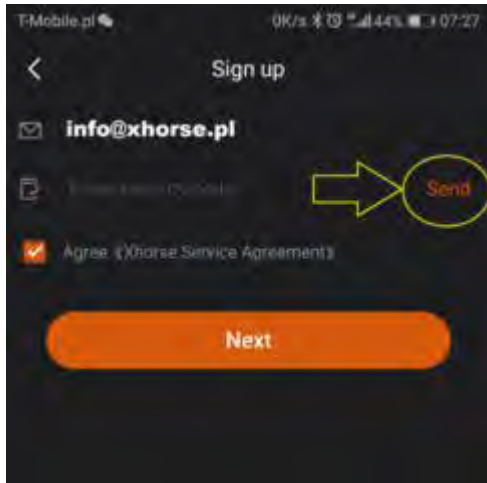 T-Mobile.pl 0K/s 44% 07:27
Sign up
info@xhorse.pl
Send
Agree 《Xhorse Service Agreement》
Next